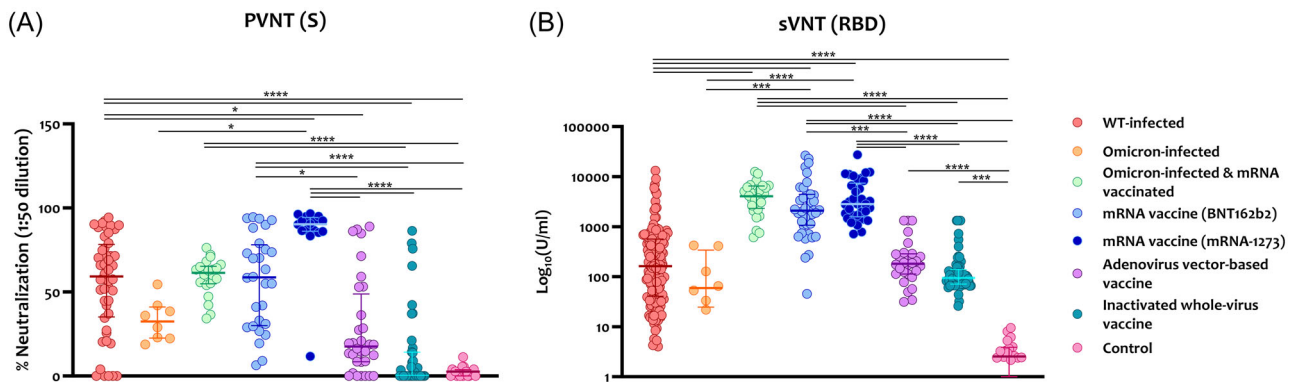 (A)
PVNT (S)
****
*
*
****
****
*
****
% Neutralization (1:50 dilution)
150
100
50
0
(B)
sVNT (RBD)
****
****
***
****
****
***
****
****
***
Log10(U/ml)
100000
10000
1000
100
10
1
WT-infected
Omicron-infected
Omicron-infected & mRNA
vaccinated
mRNA vaccine (BNT162b2)
mRNA vaccine (mRNA-1273)
Adenovirus vector-based
vaccine
Inactivated whole-virus
vaccine
Control